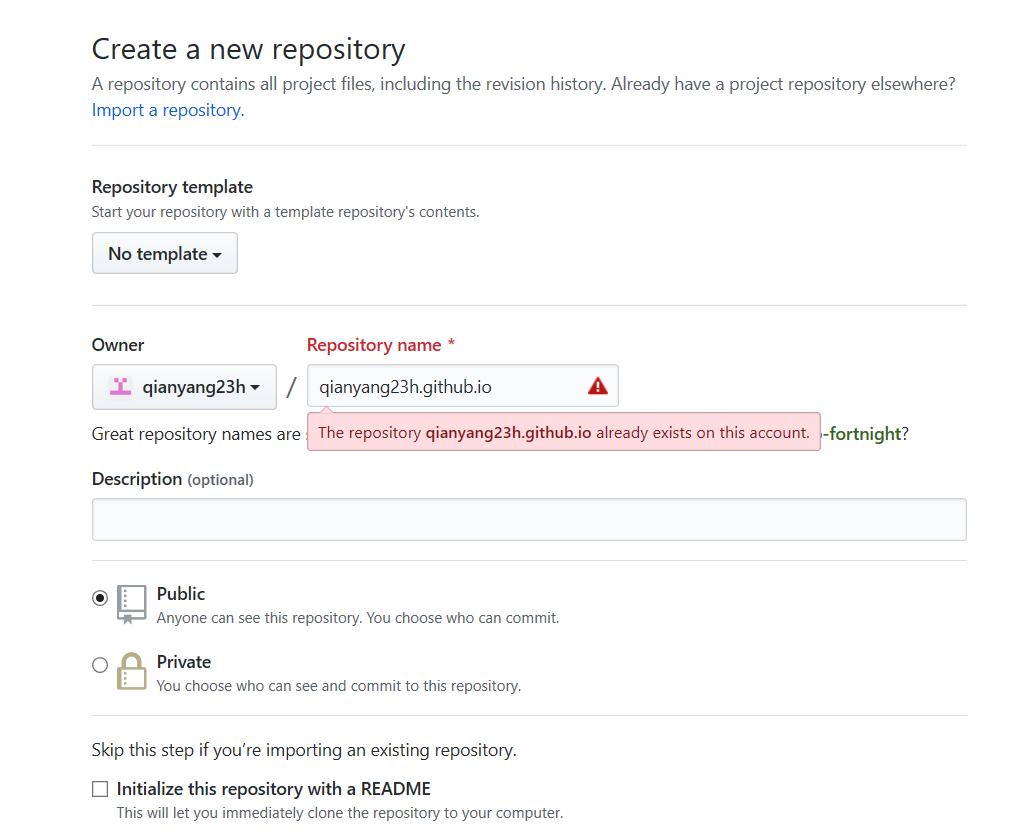 Create a new repository
A repository contains all project files, including the revision history. Already have a project repository elsewhere?
Import a repository.
Repository template
Start your repository with a template repository's contents.
No template
Owner
Repository name *
qianyang23h / qianyang23h.github.io
The repository qianyang23h.github.io already exists on this account.
Great repository names are -fortnight?
Description (optional)
Public
Anyone can see this repository. You choose who can commit.
Private
You choose who can see and commit to this repository.
Skip this step if you’re importing an existing repository.
Initialize this repository with a README
This will let you immediately clone the repository to your computer.